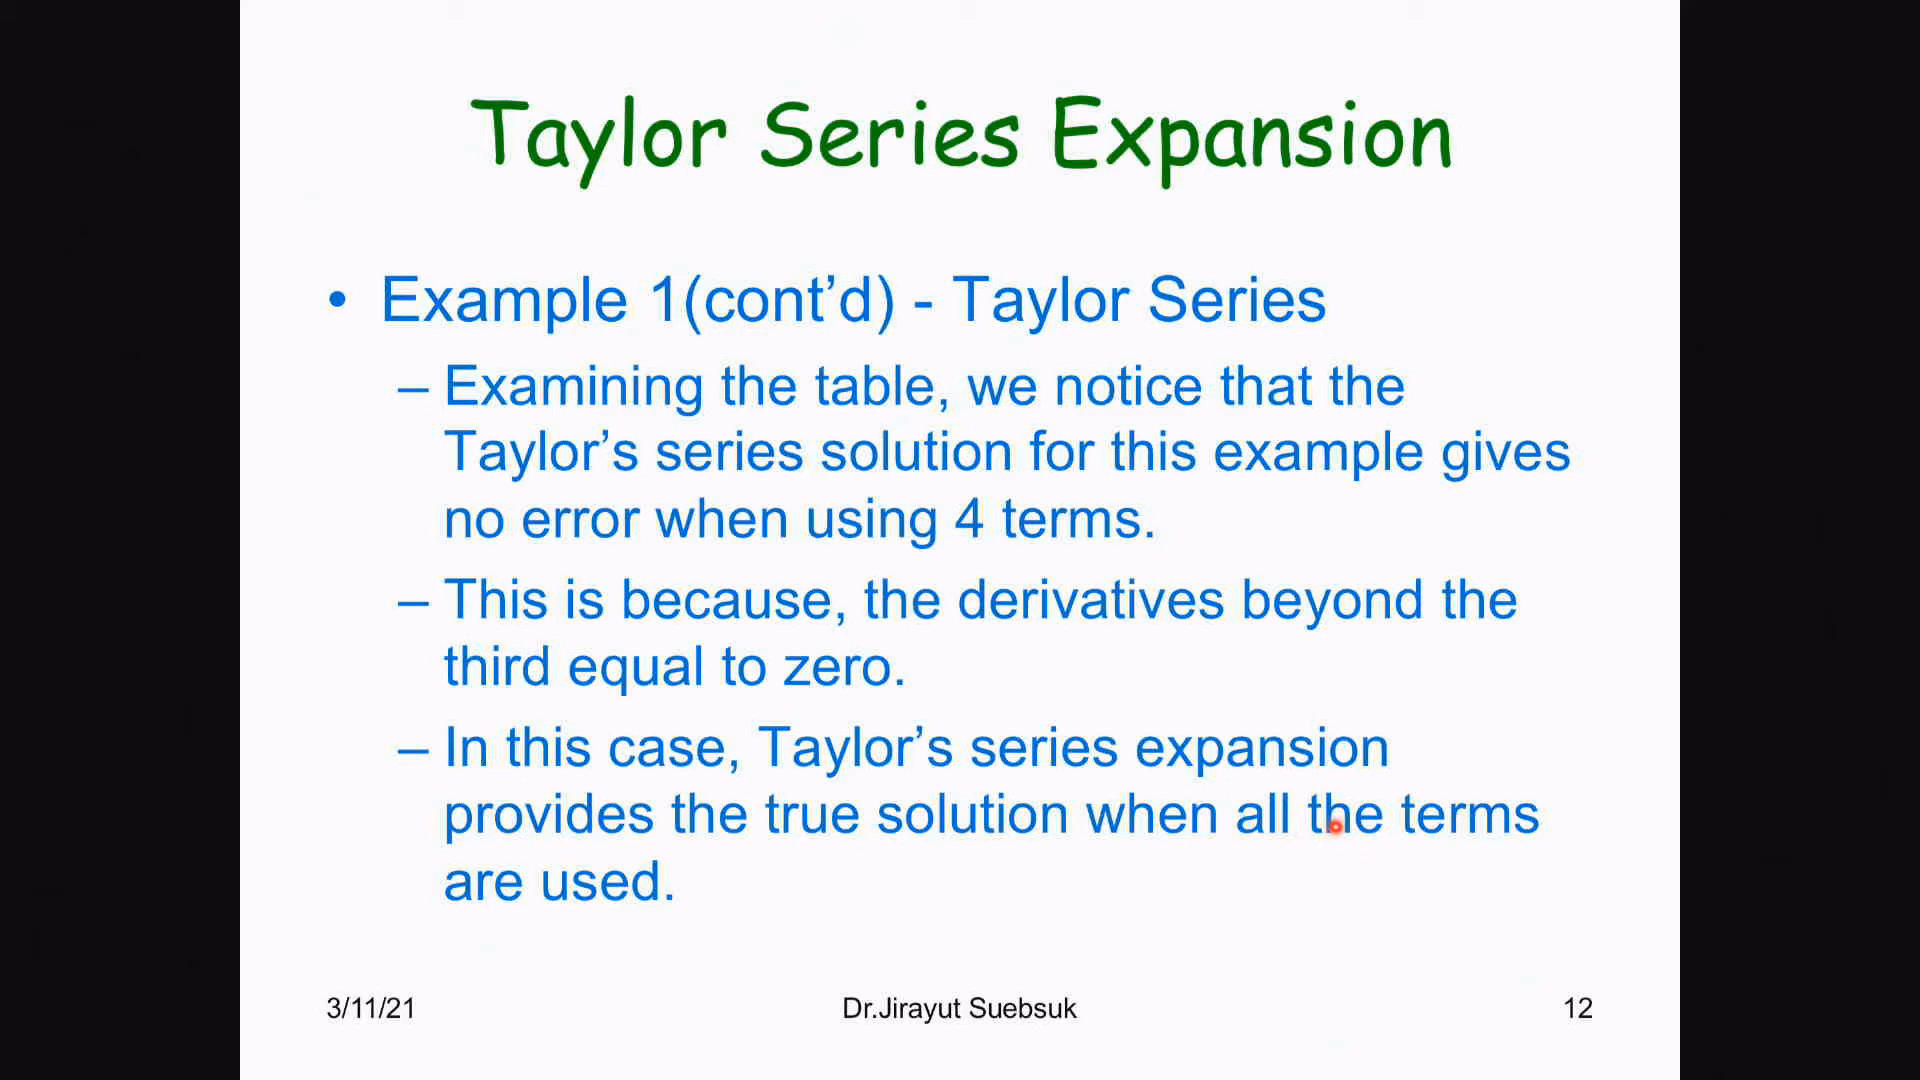 Taylor Series Expansion
• Example 1(cont’d) - Taylor Series
– Examining the table, we notice that the
Taylor’s series solution for this example gives
no error when using 4 terms.
– This is because, the derivatives beyond the
third equal to zero.
– In this case, Taylor’s series expansion
provides the true solution when all the terms
are used.
3/11/21
Dr.Jirayut Suebsuk
12